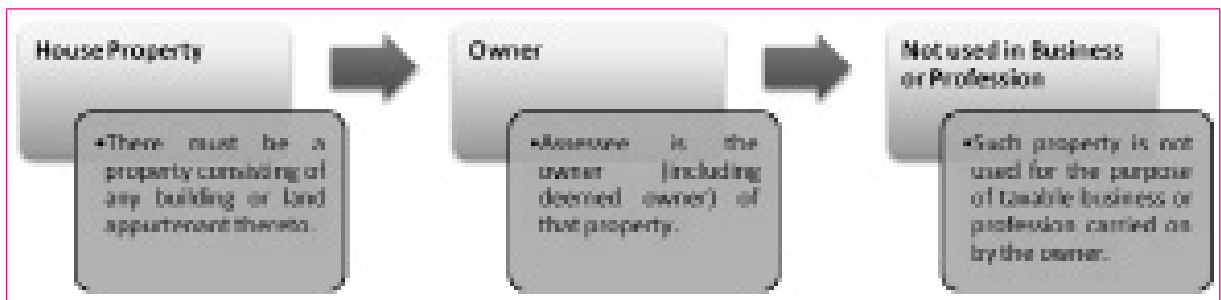 House Property
•There must be a
property consisting of
any building or land
appurtenant thereto.
Owner
•Assessee is the
owner (including
deemed owner) of
that property.
Not used in Business
or Profession
•Such property is not
used for the purpose
of taxable business or
profession carried on
by the owner.